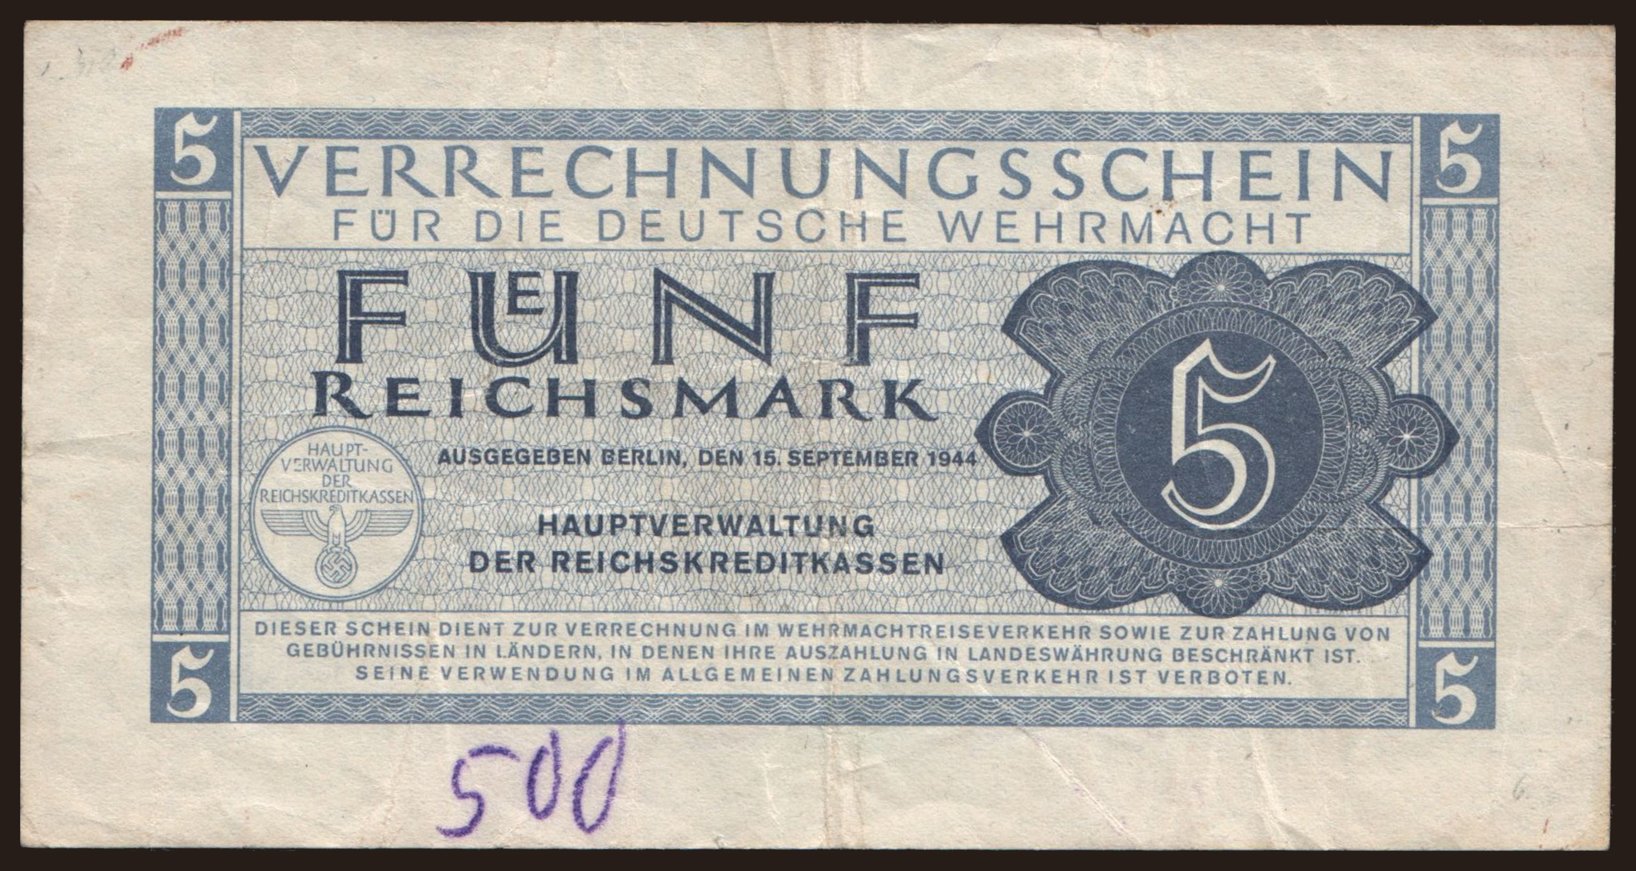 5 5
VERRECHNUNGSSCHEIN
FÜR DIE DEUTSCHE WEHRMACHT
FUENF
REICHSMARK
5
AUSGEGEBEN BERLIN, DEN 15. SEPTEMBER 1944
HAUPT-
VERWALTUNG
DER
REICHSKREDITKASSEN
HAUPTVERWALTUNG
DER REICHSKREDITKASSEN
DIESER SCHEIN DIENT ZUR VERRECHNUNG IM WEHRMACHTREISEVERKEHR SOWIE ZUR ZAHLUNG VON
GEBÜHRNISSEN IN LÄNDERN, IN DENEN IHRE AUSZAHLUNG IN LANDESWÄHRUNG BESCHRÄNKT IST.
SEINE VERWENDUNG IM ALLGEMEINEN ZAHLUNGSVERKEHR IST VERBOTEN.
5 5
500